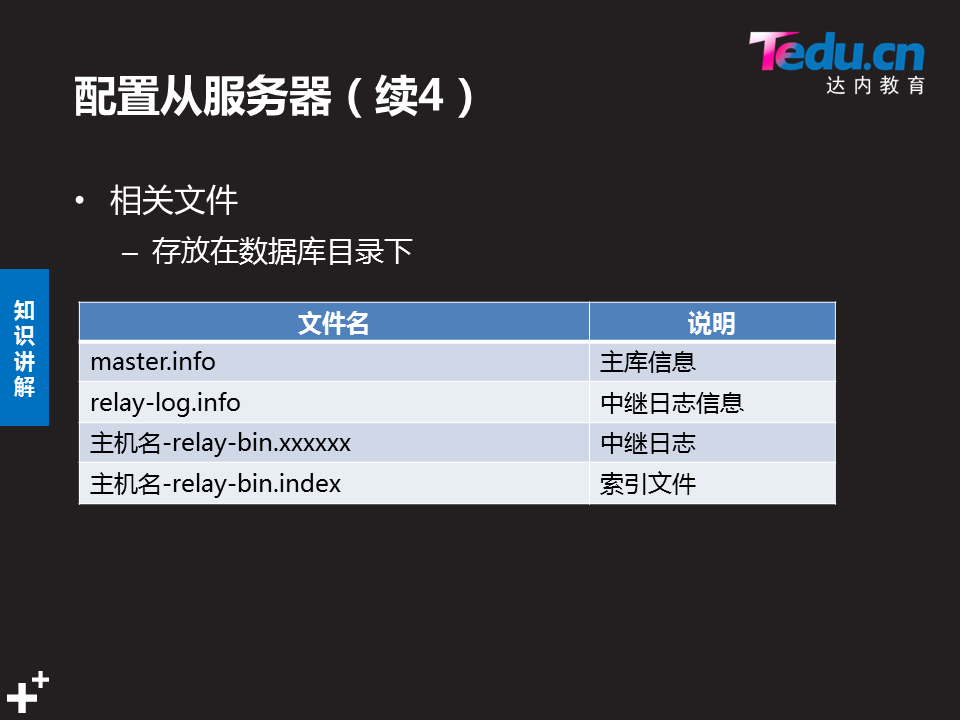 Tedu.cn
达内教育
配置从服务器（续4）
• 相关文件
– 存放在数据库目录下
知识讲解
文件名 说明
master.info 主库信息
relay-log.info 中继日志信息
主机名-relay-bin.xxxxxx 中继日志
主机名-relay-bin.index 索引文件